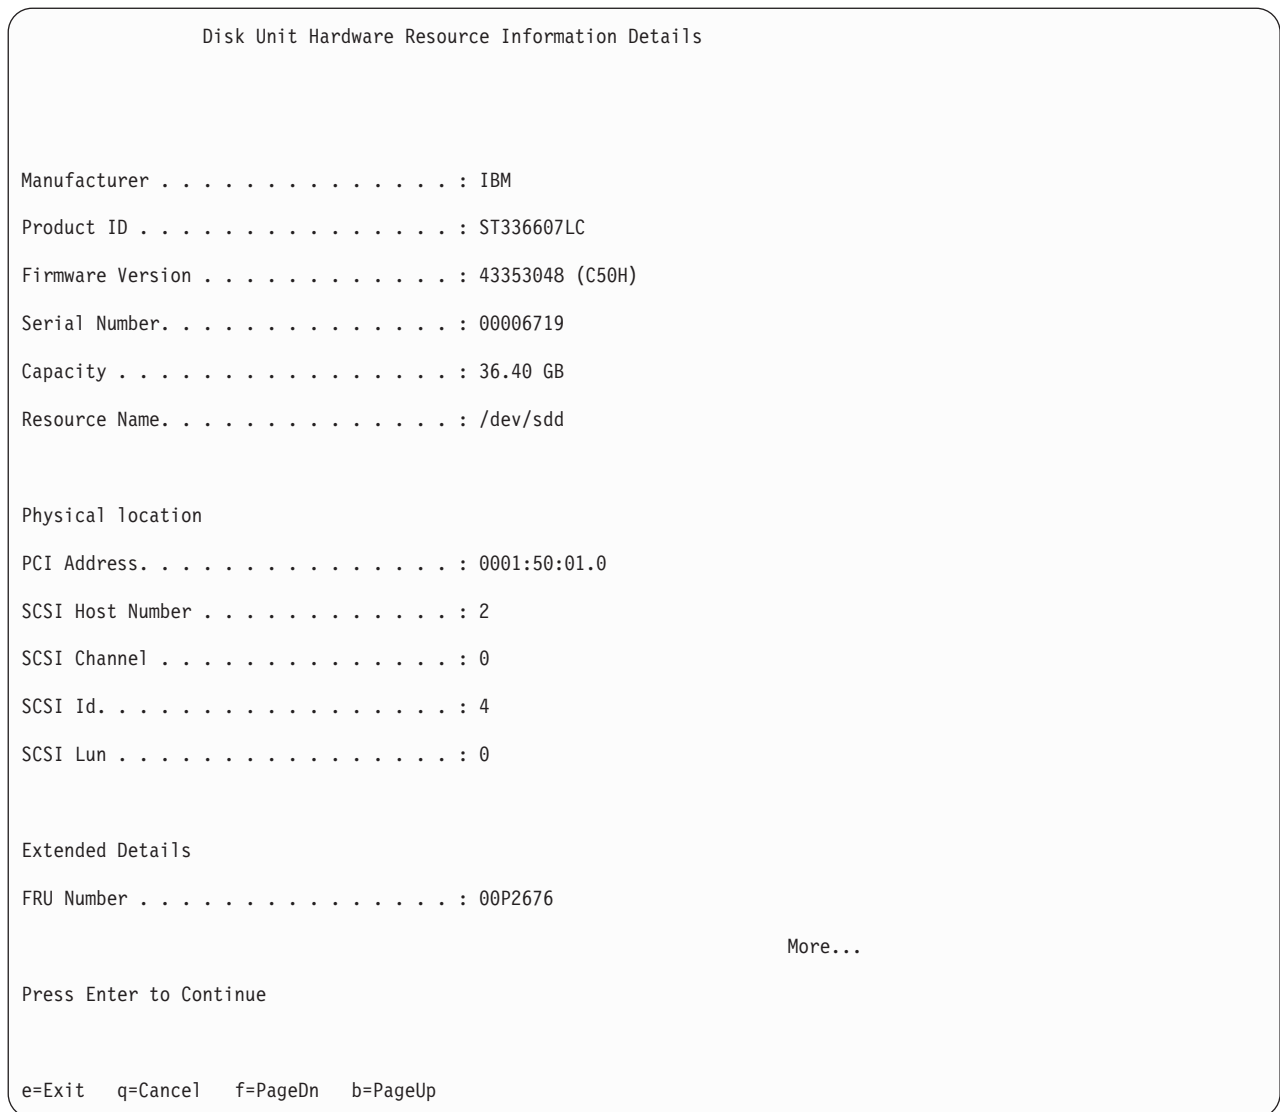 Disk Unit Hardware Resource Information Details
Manufacturer . . . . . . . . . . . . . . : IBM
Product ID . . . . . . . . . . . . . . . : ST336607LC
Firmware Version . . . . . . . . . . . . : 43353048 (C50H)
Serial Number. . . . . . . . . . . . . . : 00006719
Capacity . . . . . . . . . . . . . . . . : 36.40 GB
Resource Name. . . . . . . . . . . . . . : /dev/sdd
Physical location
PCI Address. . . . . . . . . . . . . . . : 0001:50:01.0
SCSI Host Number . . . . . . . . . . . . : 2
SCSI Channel . . . . . . . . . . . . . . : 0
SCSI Id. . . . . . . . . . . . . . . . . : 4
SCSI Lun . . . . . . . . . . . . . . . . : 0
Extended Details
FRU Number . . . . . . . . . . . . . . . : 00P2676
More...
Press Enter to Continue
e=Exit   q=Cancel   f=PageDn   b=PageUp